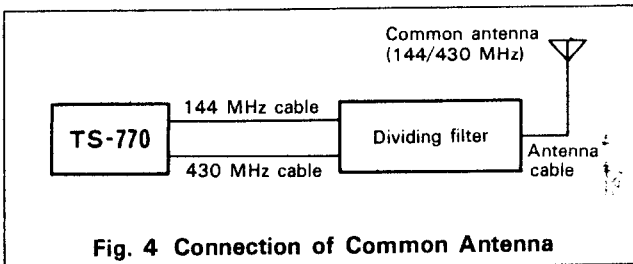 Common antenna
(144/430 MHz)
144 MHz cable
TS-770
Dividing filter
430 MHz cable
Antenna
cable
Fig. 4 Connection of Common Antenna